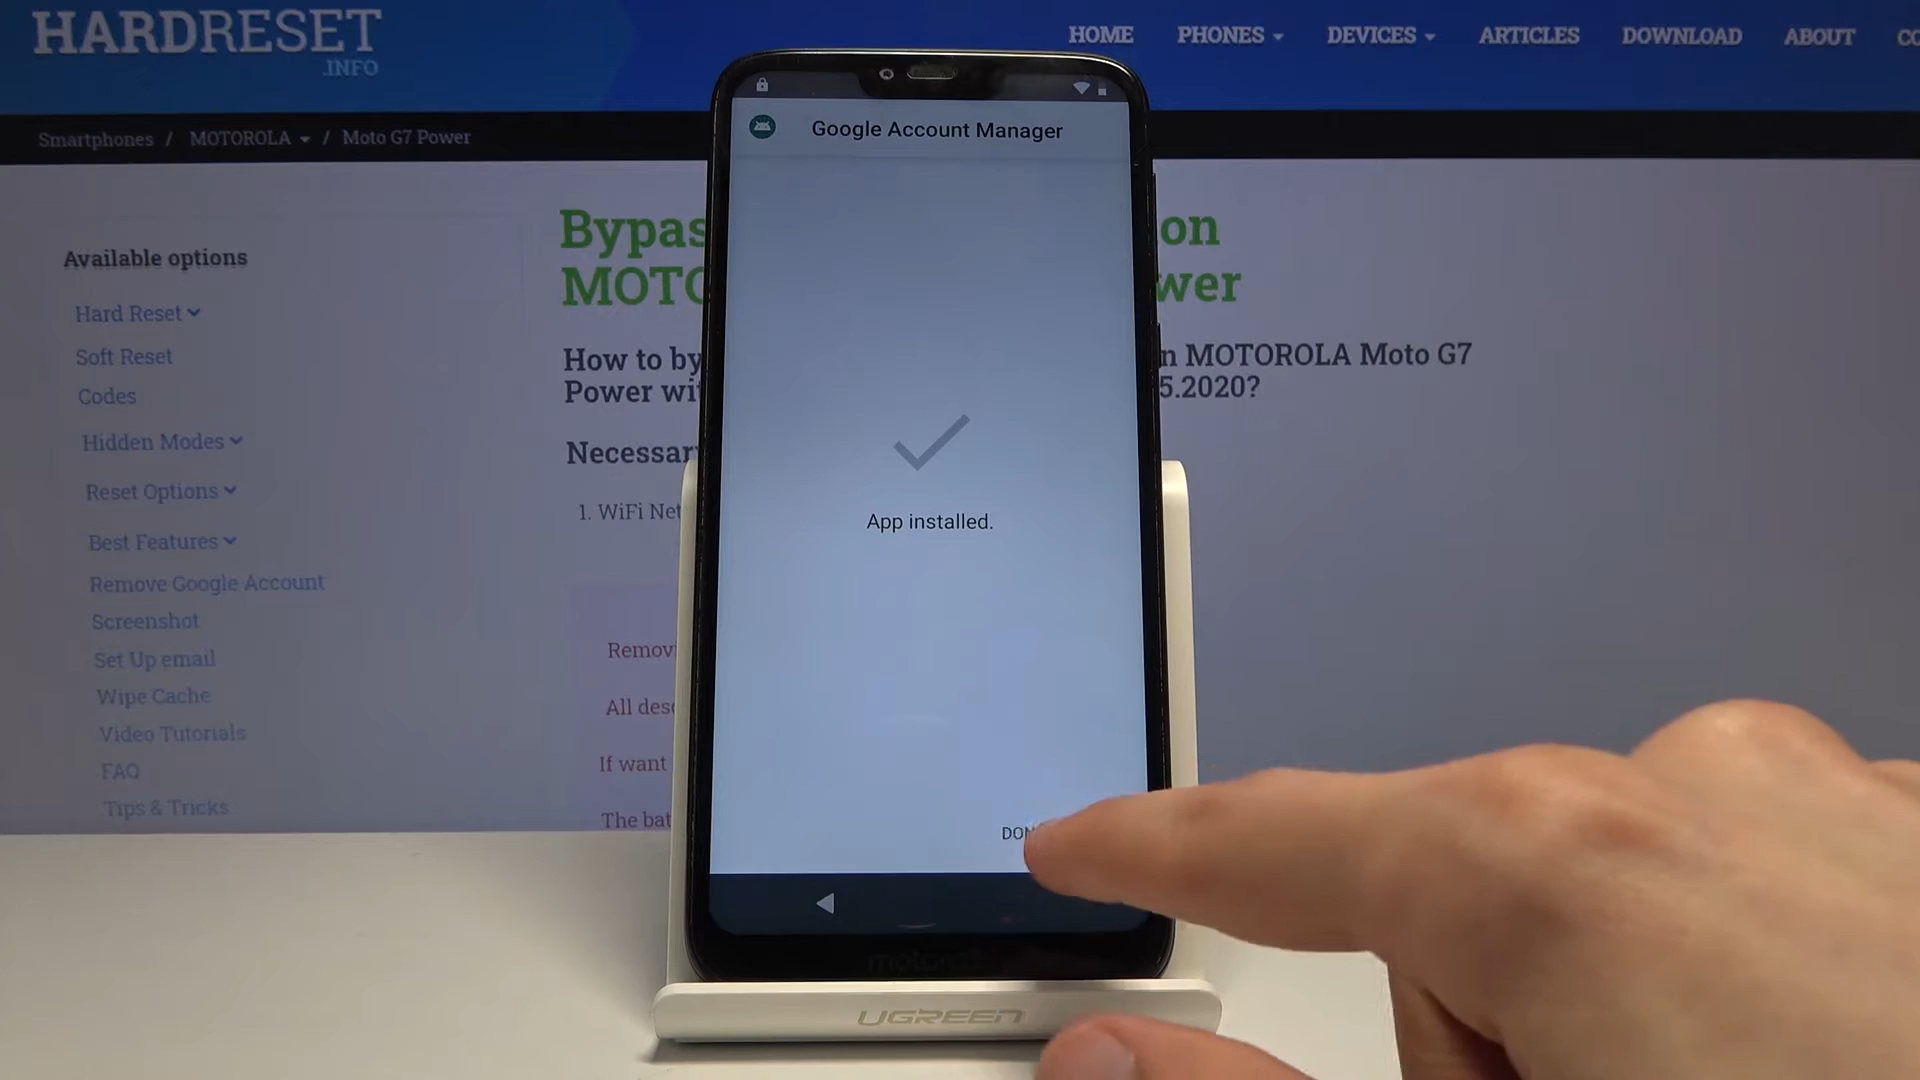 HARDRESET
.INFO
HOME PHONES DEVICES ARTICLES DOWNLOAD ABOUT
Smartphones / MOTOROLA / Moto G7 Power
Available options
Hard Reset
Soft Reset
Codes
Hidden Modes
Reset Options
Best Features
Remove Google Account
Screenshot
Set Up email
Wipe Cache
Video Tutorials
FAQ
Tips & Tricks
Bypas on
MOTO wer
How to by n MOTOROLA Moto G7
Power wi 5.2020?
Necessar
1. WiFi Net
Remov
All des
If want
The bat
Google Account Manager
App installed.
DON
motorola
UGREEN